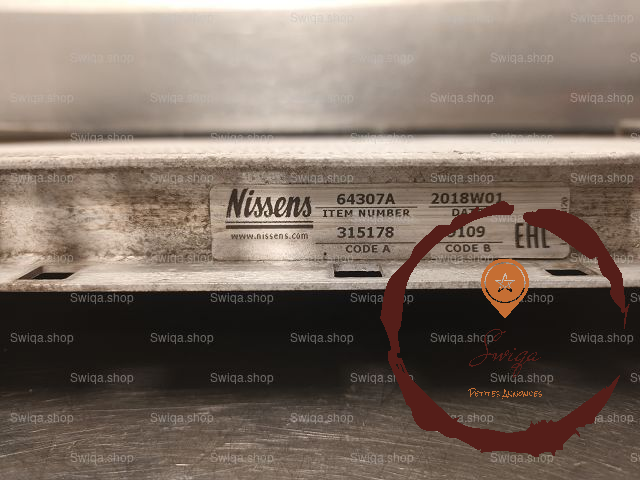 Nissens
www.nissens.com
64307A
ITEM NUMBER
315178
CODE A
2018W01
CODE B
EAC
Swiqa
Petites Annonces
Swiqa.shop